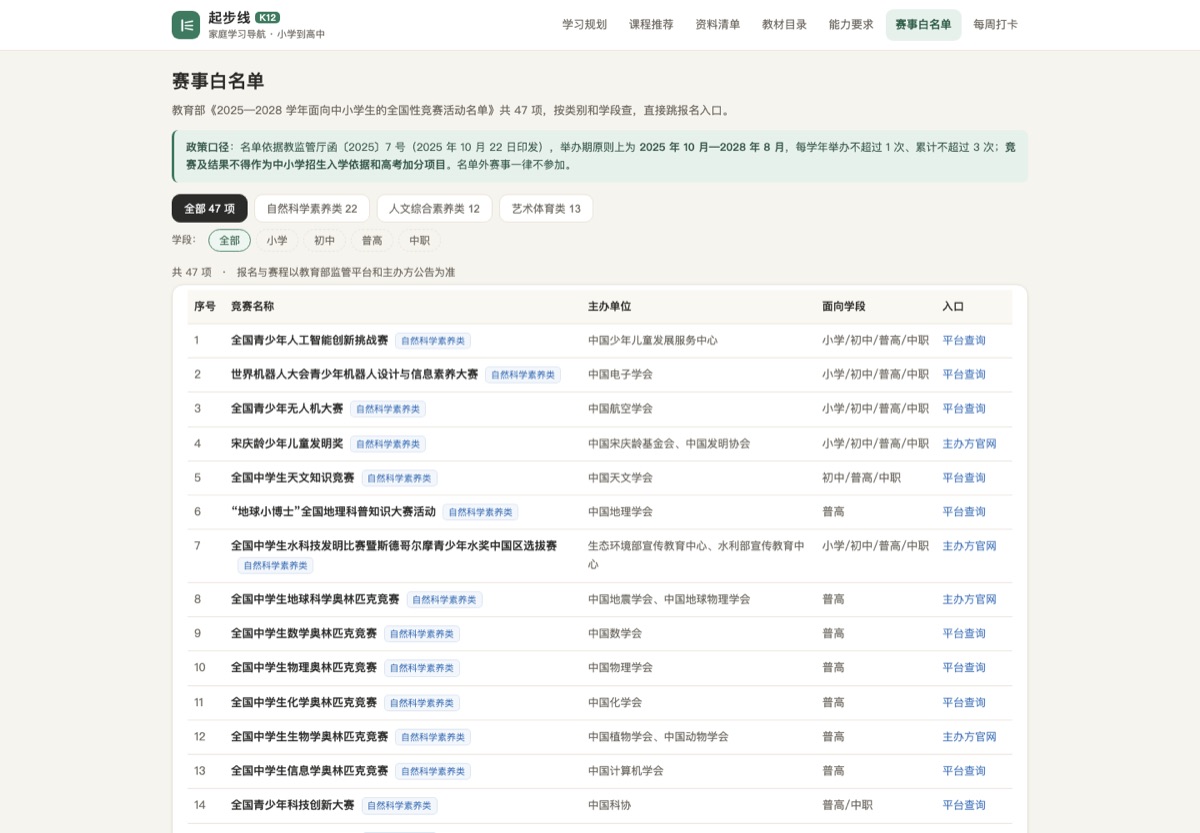 起步线 K12
家庭学习导航 · 小学到高中
学习规划 课程推荐 资料清单 教材目录 能力要求 赛事白名单 每周打卡
赛事白名单
教育部《2025—2028 学年面向中小学生的全国性竞赛活动名单》共 47 项，按类别和学段查，直接跳报名入口。
政策口径：名单依据教监管厅函〔2025〕7 号（2025 年 10 月 22 日印发），举办期原则上为 2025 年 10 月—2028 年 8 月，每学年举办不超过 1 次、累计不超过 3 次；竞
赛及结果不得作为中小学招生入学依据和高考加分项目。名单外赛事一律不参加。
全部 47 项 自然科学素养类 22 人文综合素养类 12 艺术体育类 13
学段： 全部 小学 初中 普高 中职
共 47 项 · 报名与赛程以教育部监管平台和主办方公告为准
序号 竞赛名称 主办单位 面向学段 入口
1 全国青少年人工智能创新挑战赛 自然科学素养类 中国少年儿童发展服务中心 小学/初中/普高/中职 平台查询
2 世界机器人大会青少年机器人设计与信息素养大赛 自然科学素养类 中国电子学会 小学/初中/普高/中职 平台查询
3 全国青少年无人机大赛 自然科学素养类 中国航空学会 小学/初中/普高/中职 平台查询
4 宋庆龄少年儿童发明奖 自然科学素养类 中国宋庆龄基金会、中国发明协会 小学/初中/普高/中职 主办方官网
5 全国中学生天文知识竞赛 自然科学素养类 中国天文学会 初中/普高/中职 平台查询
6 “地球小博士”全国地理科普知识大赛活动 自然科学素养类 中国地理学会 普高 平台查询
7 全国中学生水科技发明比赛暨斯德哥尔摩青少年水奖中国区选拔赛 生态环境部宣传教育中心、水利部宣传教育中 小学/初中/普高/中职 主办方官网
自然科学素养类 心
8 全国中学生地球科学奥林匹克竞赛 自然科学素养类 中国地震学会、中国地球物理学会 普高 主办方官网
9 全国中学生数学奥林匹克竞赛 自然科学素养类 中国数学会 普高 平台查询
10 全国中学生物理奥林匹克竞赛 自然科学素养类 中国物理学会 普高 平台查询
11 全国中学生化学奥林匹克竞赛 自然科学素养类 中国化学会 普高 平台查询
12 全国中学生生物学奥林匹克竞赛 自然科学素养类 中国植物学会、中国动物学会 普高 主办方官网
13 全国中学生信息学奥林匹克竞赛 自然科学素养类 中国计算机学会 普高 平台查询
14 全国青少年科技创新大赛 自然科学素养类 中国科协 普高/中职 平台查询